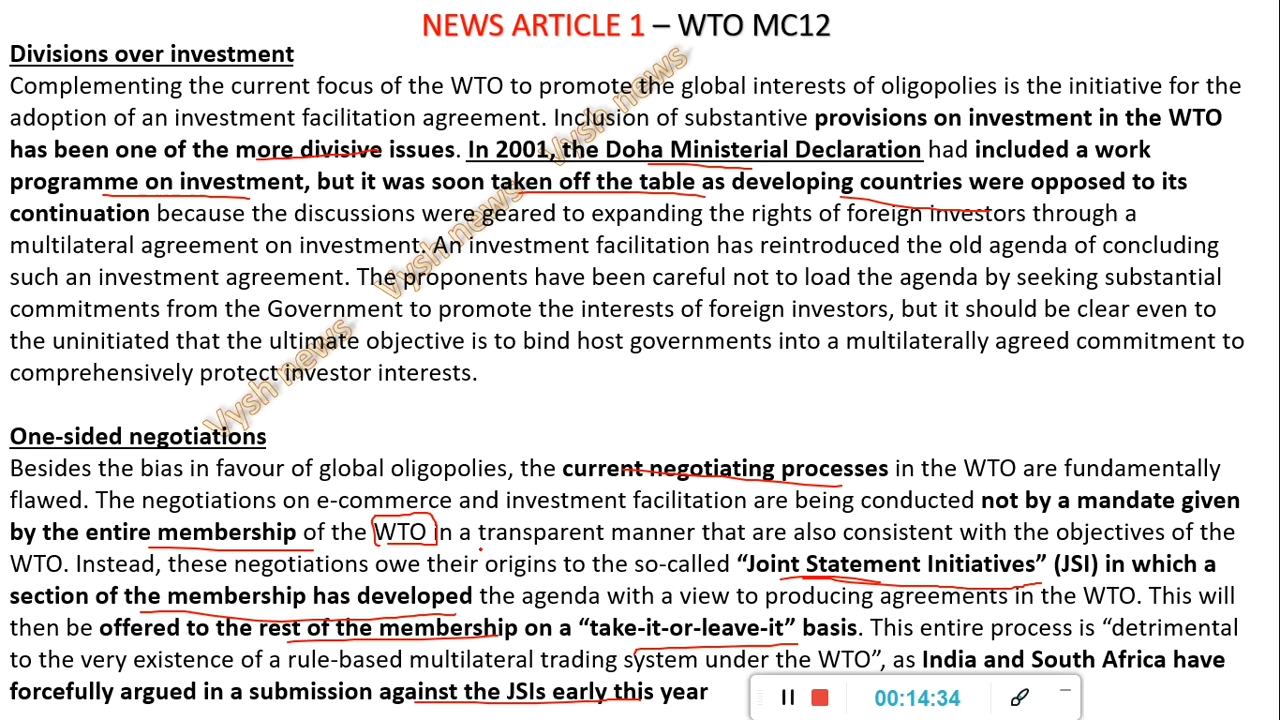 NEWS ARTICLE 1 – WTO MC12
Divisions over investment
Complementing the current focus of the WTO to promote the global interests of oligopolies is the initiative for the
adoption of an investment facilitation agreement. Inclusion of substantive provisions on investment in the WTO
has been one of the more divisive issues. In 2001, the Doha Ministerial Declaration had included a work
programme on investment, but it was soon taken off the table as developing countries were opposed to its
continuation because the discussions were geared to expanding the rights of foreign investors through a
multilateral agreement on investment. An investment facilitation has reintroduced the old agenda of concluding
such an investment agreement. The proponents have been careful not to load the agenda by seeking substantial
commitments from the Government to promote the interests of foreign investors, but it should be clear even to
the uninitiated that the ultimate objective is to bind host governments into a multilaterally agreed commitment to
comprehensively protect investor interests.
One-sided negotiations
Besides the bias in favour of global oligopolies, the current negotiating processes in the WTO are fundamentally
flawed. The negotiations on e-commerce and investment facilitation are being conducted not by a mandate given
by the entire membership of the WTO in a transparent manner that are also consistent with the objectives of the
WTO. Instead, these negotiations owe their origins to the so-called “Joint Statement Initiatives” (JSI) in which a
section of the membership has developed the agenda with a view to producing agreements in the WTO. This will
then be offered to the rest of the membership on a “take-it-or-leave-it” basis. This entire process is “detrimental
to the very existence of a rule-based multilateral trading system under the WTO”, as India and South Africa have
forcefully argued in a submission against the JSIs early this year
Vysh news
Vysh news
Vysh news
00:14:34